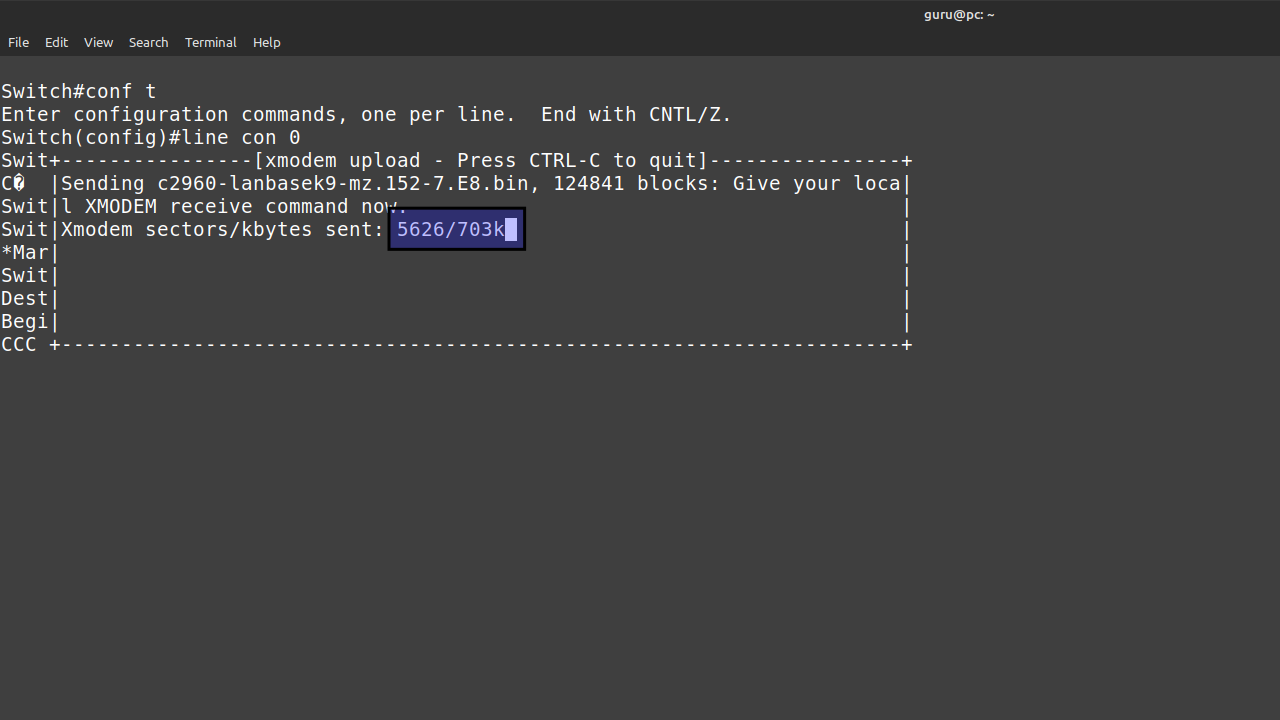 guru@pc: ~
File Edit View Search Terminal Help
Switch#conf t
Enter configuration commands, one per line.  End with CNTL/Z.
Switch(config)#line con 0
Swit+----------------[xmodem upload - Press CTRL-C to quit]----------------+
C�  |Sending c2960-lanbasek9-mz.152-7.E8.bin, 124841 blocks: Give your loca|
Swit|l XMODEM receive command now.                                         |
Swit|Xmodem sectors/kbytes sent: 5626/703k                                |
*Mar|                                                                      |
Swit|                                                                      |
Dest|                                                                      |
Begi|                                                                      |
CCC +----------------------------------------------------------------------+